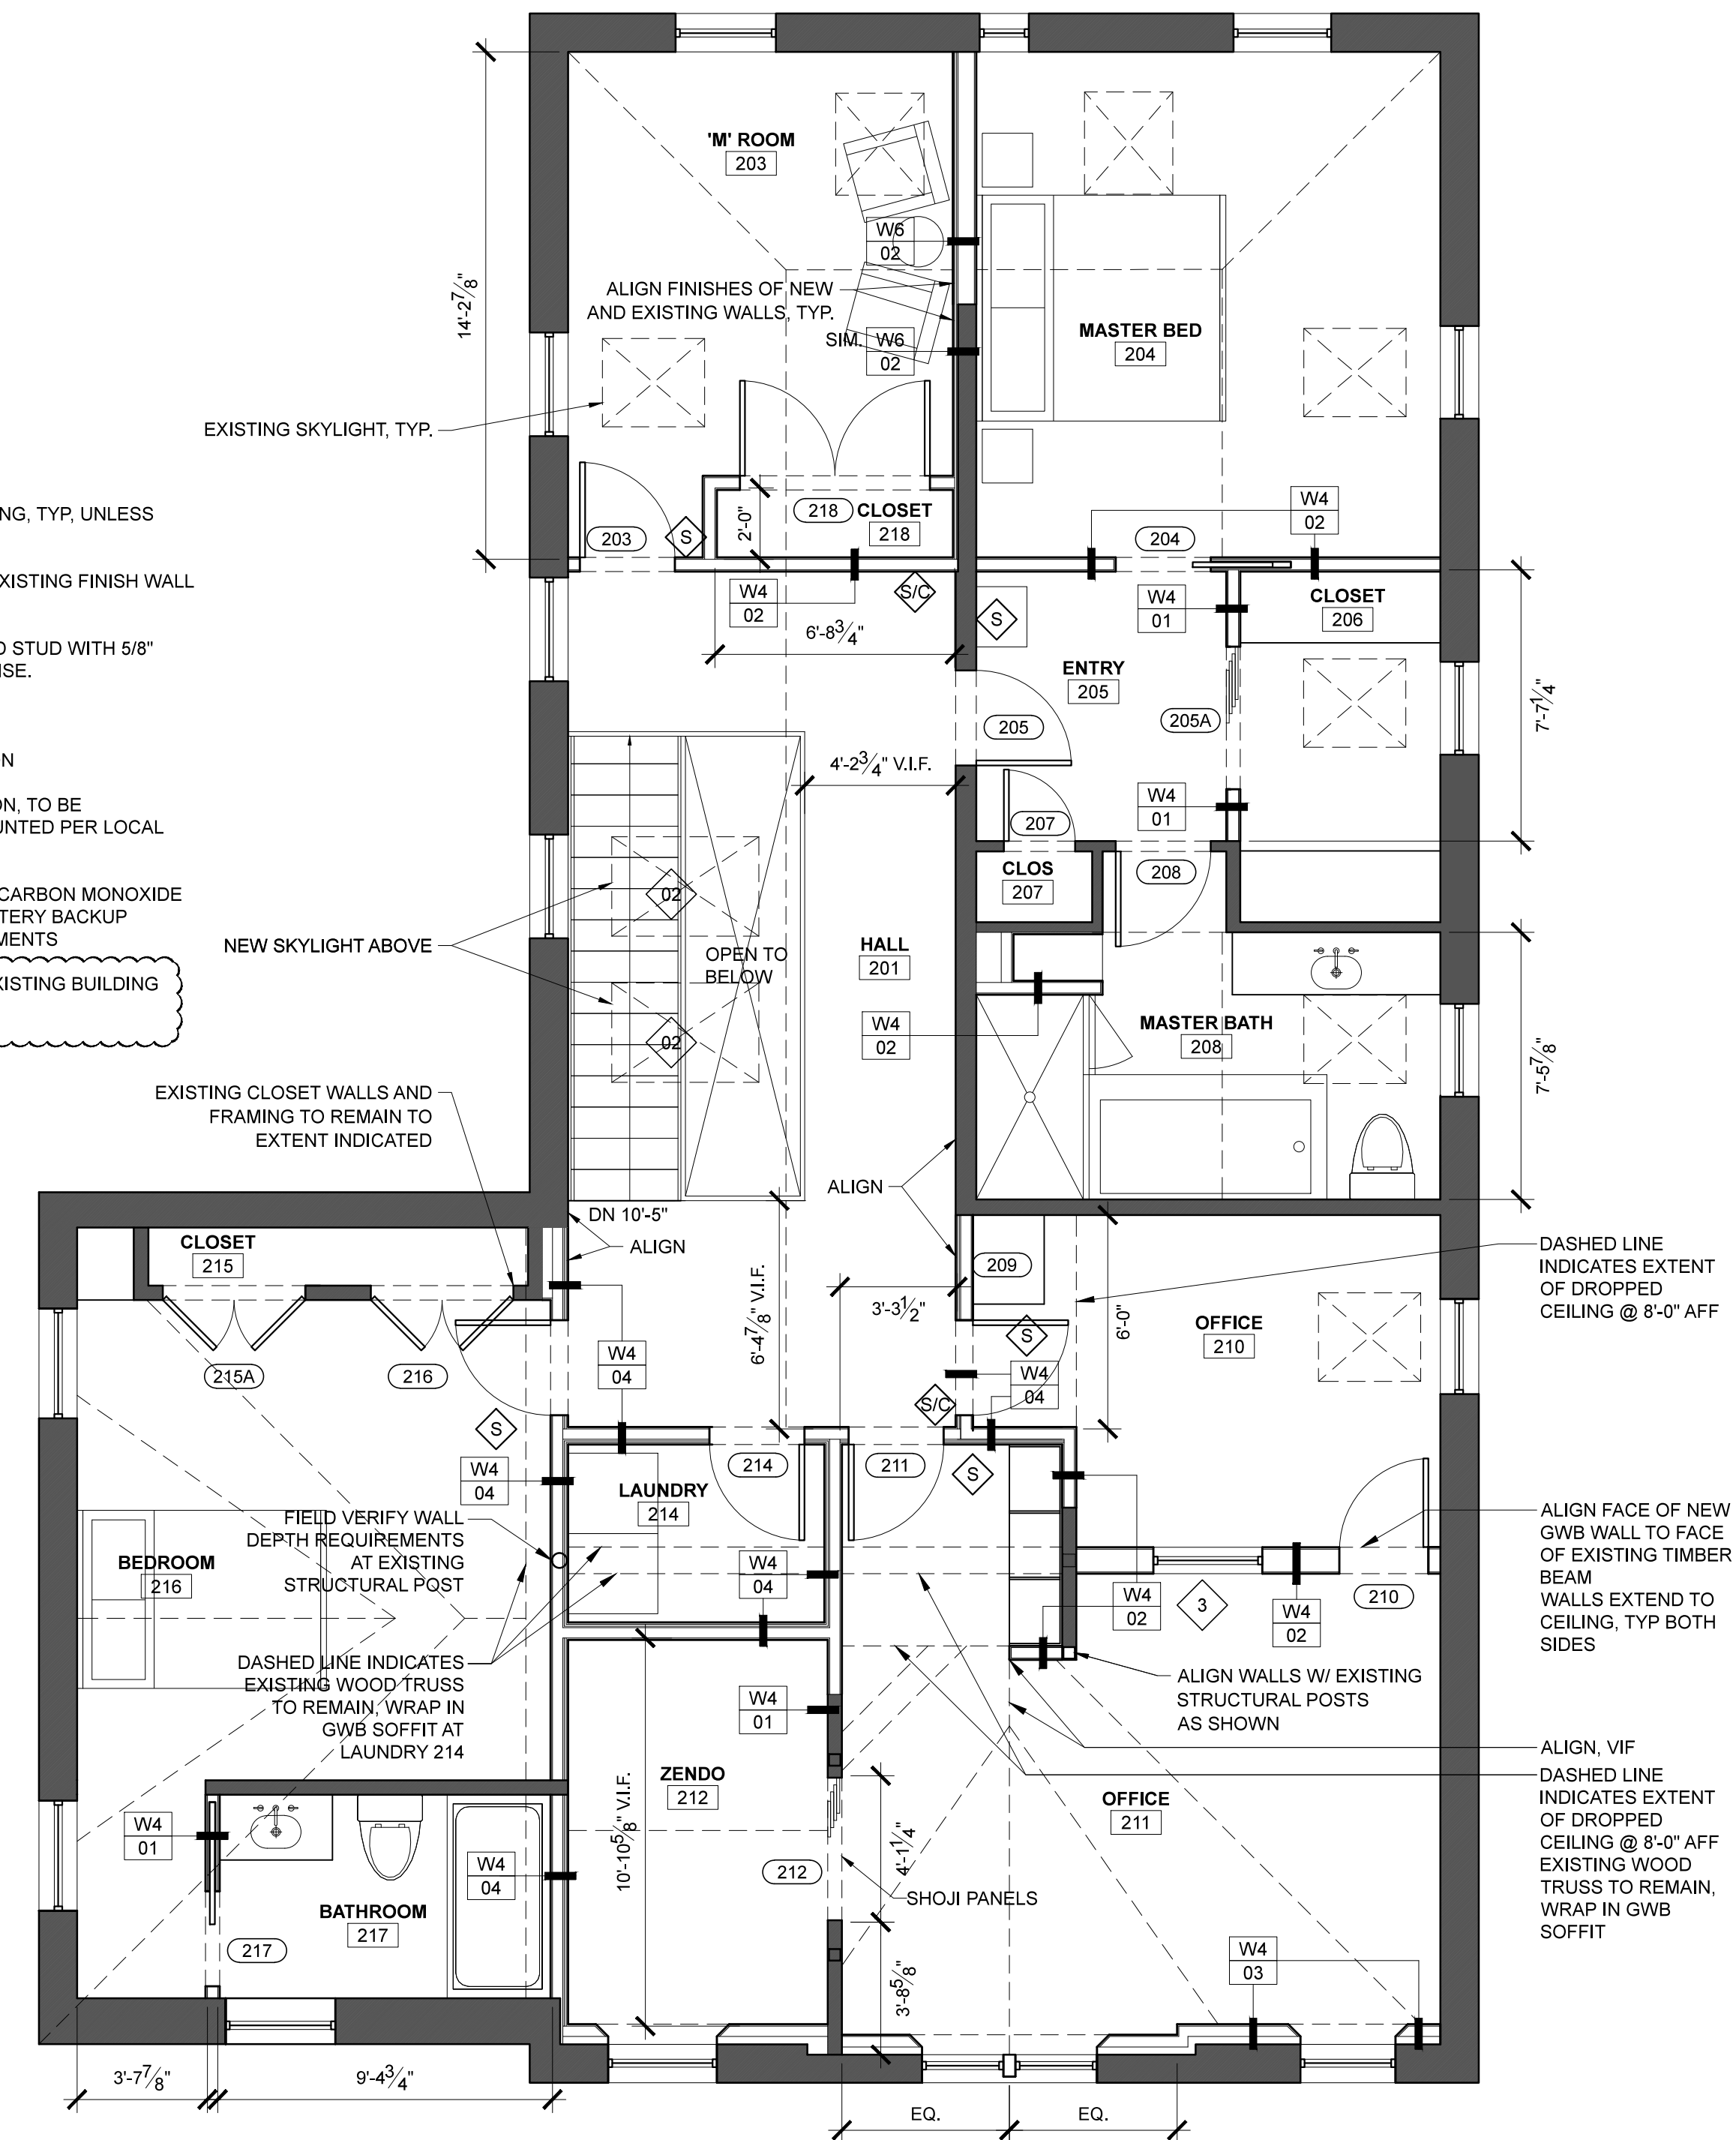 'M' ROOM
203
14'-2 7/8"
W6
02
ALIGN FINISHES OF NEW
AND EXISTING WALLS, TYP.
SIM.
W6
02
MASTER BED
204
EXISTING SKYLIGHT, TYP.
NG, TYP, UNLESS
XISTING FINISH WALL
D STUD WITH 5/8"
ISE.
N
ON, TO BE
UNTED PER LOCAL
CARBON MONOXIDE
TERY BACKUP
MENTS
XISTING BUILDING
203
S
2'-0"
218
CLOSET
218
W4
02
204
W4
02
S/C
6'-8 3/4"
S
W4
01
CLOSET
206
ENTRY
205
205
205A
7'-7 1/4"
4'-2 3/4" V.I.F.
207
W4
01
CLOS
207
208
02
NEW SKYLIGHT ABOVE
OPEN TO
BELOW
HALL
201
02
W4
02
MASTER BATH
208
7'-5 7/8"
EXISTING CLOSET WALLS AND
FRAMING TO REMAIN TO
EXTENT INDICATED
ALIGN
DN 10'-5"
ALIGN
CLOSET
215
209
3'-3 1/2"
6'-4 7/8" V.I.F.
6'-0"
S
OFFICE
210
DASHED LINE
INDICATES EXTENT
OF DROPPED
CEILING @ 8'-0" AFF
215A
216
W4
04
W4
04
S/C
S
W4
04
214
211
S
LAUNDRY
214
FIELD VERIFY WALL
DEPTH REQUIREMENTS
AT EXISTING
STRUCTURAL POST
BEDROOM
216
W4
04
W4
02
3
W4
02
210
ALIGN FACE OF NEW
GWB WALL TO FACE
OF EXISTING TIMBER
BEAM
WALLS EXTEND TO
CEILING, TYP BOTH
SIDES
DASHED LINE INDICATES
EXISTING WOOD TRUSS
TO REMAIN, WRAP IN
GWB SOFFIT AT
LAUNDRY 214
W4
01
ALIGN WALLS W/ EXISTING
STRUCTURAL POSTS
AS SHOWN
ALIGN, VIF
DASHED LINE
INDICATES EXTENT
OF DROPPED
CEILING @ 8'-0" AFF
EXISTING WOOD
TRUSS TO REMAIN,
WRAP IN GWB
SOFFIT
ZENDO
212
OFFICE
211
10'-10 5/8" V.I.F.
4'-1 1/4"
W4
01
W4
04
212
SHOJI PANELS
BATHROOM
217
217
3'-8 5/8"
W4
03
3'-7 7/8"
9'-4 3/4"
EQ.
EQ.